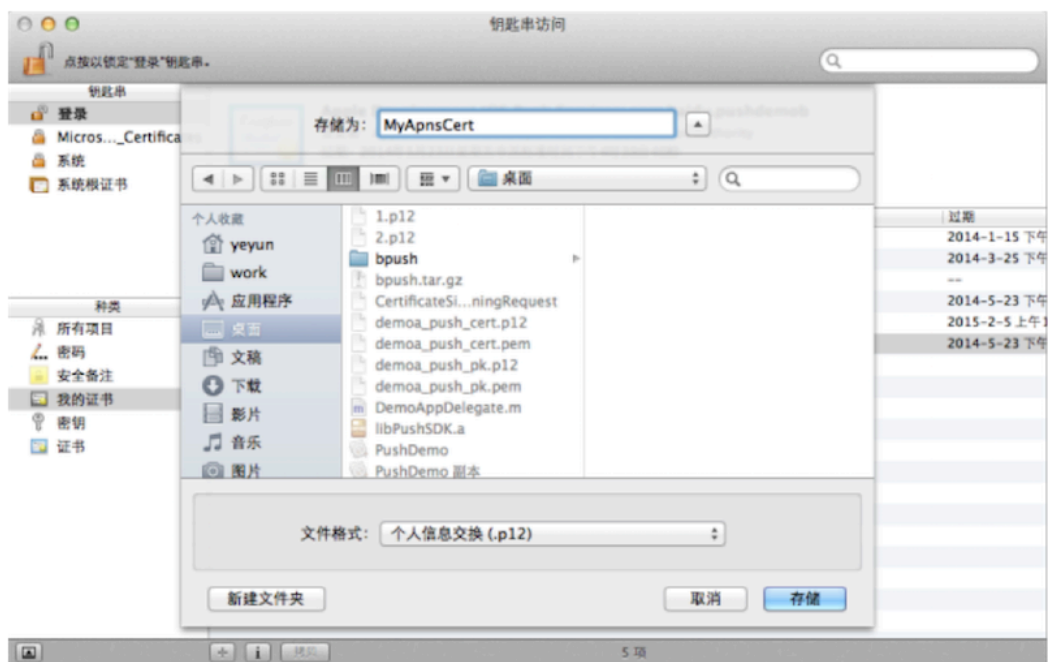 钥匙串访问
点按以锁定"登录"钥匙串。
钥匙串
登录
Micros..._Certifica
系统
系统根证书
种类
所有项目
密码
安全备注
我的证书
密钥
证书
存储为: MyApnsCert
桌面
个人收藏
yeyun
work
应用程序
桌面
文稿
下载
影片
音乐
图片
1.p12
2.p12
bpush
bpush.tar.gz
CertificateSi...ningRequest
demoa_push_cert.p12
demoa_push_cert.pem
demoa_push_pk.p12
demoa_push_pk.pem
DemoAppDelegate.m
libPushSDK.a
PushDemo
PushDemo 副本
过期
2014-1-15 下午
2014-3-25 下午
--
2014-5-23 下午
2015-2-5 上午1
2014-5-23 下午
文件格式: 个人信息交换 (.p12)
新建文件夹 取消 存储
拷贝 5 项